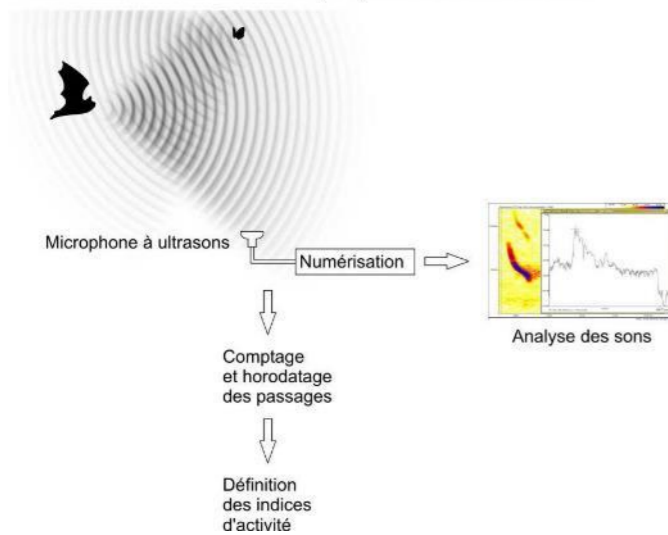 Microphone à ultrasons
Numérisation
Analyse des sons
Comptage
et horodatage
des passages
Définition
des indices
d'activité